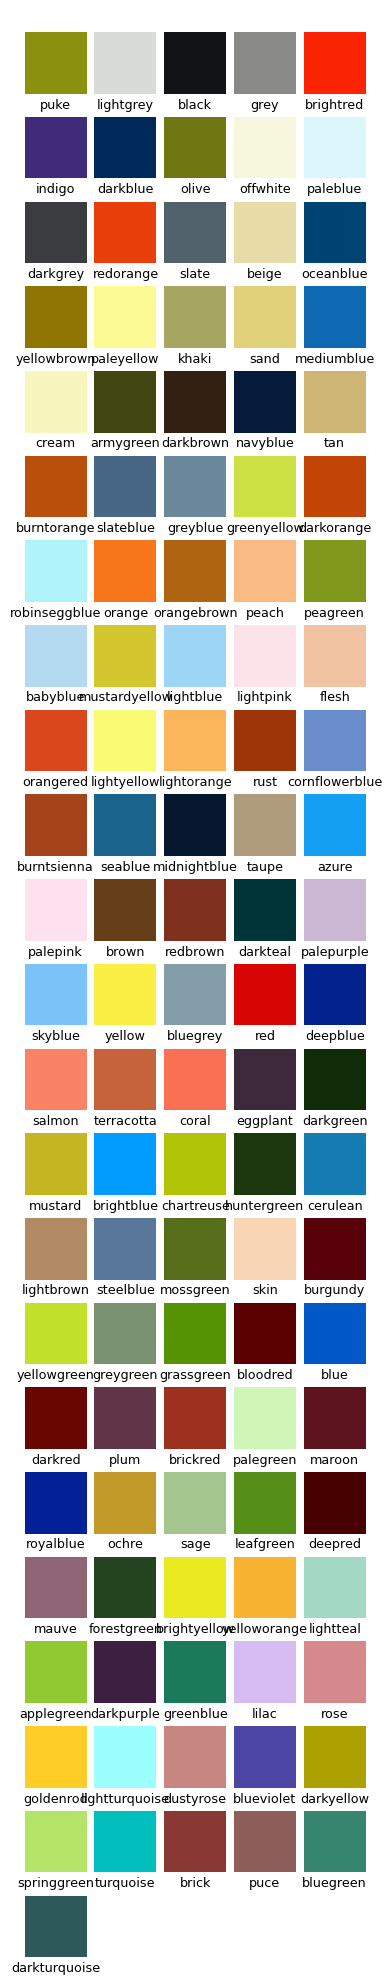 puke lightgrey black grey brightred
indigo darkblue olive offwhite paleblue
darkgrey redorange slate beige oceanblue
yellowbrown paleyellow khaki sand mediumblue
cream armygreen darkbrown navyblue tan
burntorange slateblue greyblue greenyellow darkorange
robinseggblue orange orangebrown peach peagreen
babyblue mustardyellow lightblue lightpink flesh
orangered lightyellow lightorange rust cornflowerblue
burntsienna seablue midnightblue taupe azure
palepink brown redbrown darkteal palepurple
skyblue yellow bluegrey red deepblue
salmon terracotta coral eggplant darkgreen
mustard brightblue chartreuse huntergreen cerulean
lightbrown steelblue mossgreen skin burgundy
yellowgreen greygreen grassgreen bloodred blue
darkred plum brickred palegreen maroon
royalblue ochre sage leafgreen deepred
mauve forestgreen brightyellow yelloworange lightteal
applegreen darkpurple greenblue lilac rose
goldenrod lightturquoise dustyrose blueviolet darkyellow
springgreen turquoise brick puce bluegreen
darkturquoise